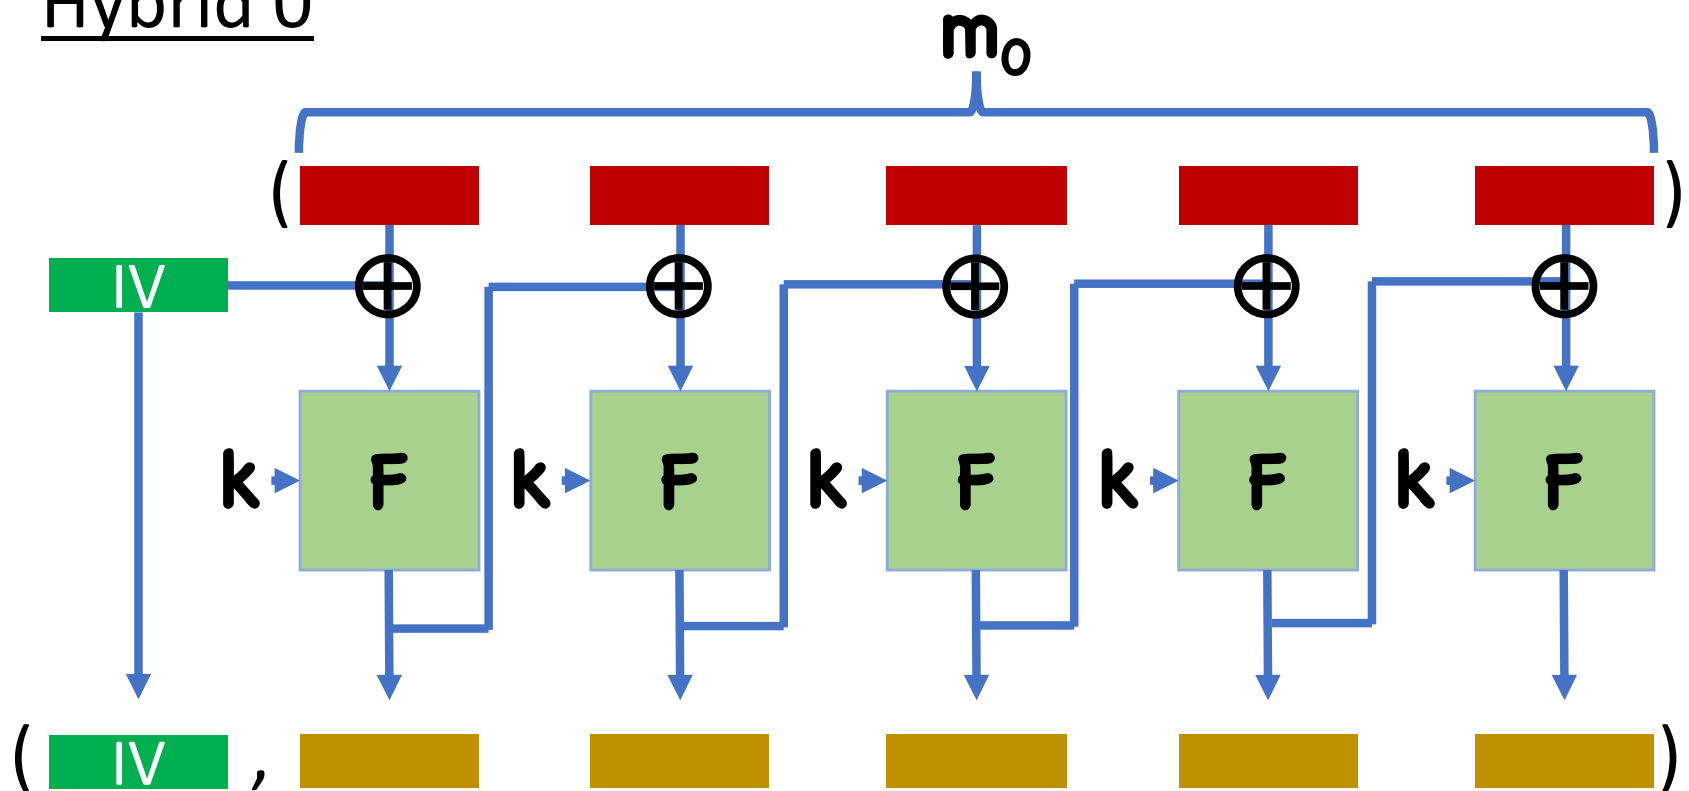 Hybrid 0
m₀
( )
IV
k F k F k F k F k F
( IV , )